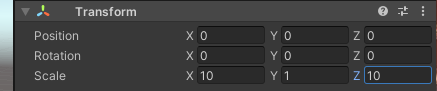 Transform
Position X 0 Y 0 Z 0
Rotation X 0 Y 0 Z 0
Scale X 10 Y 1 Z 10